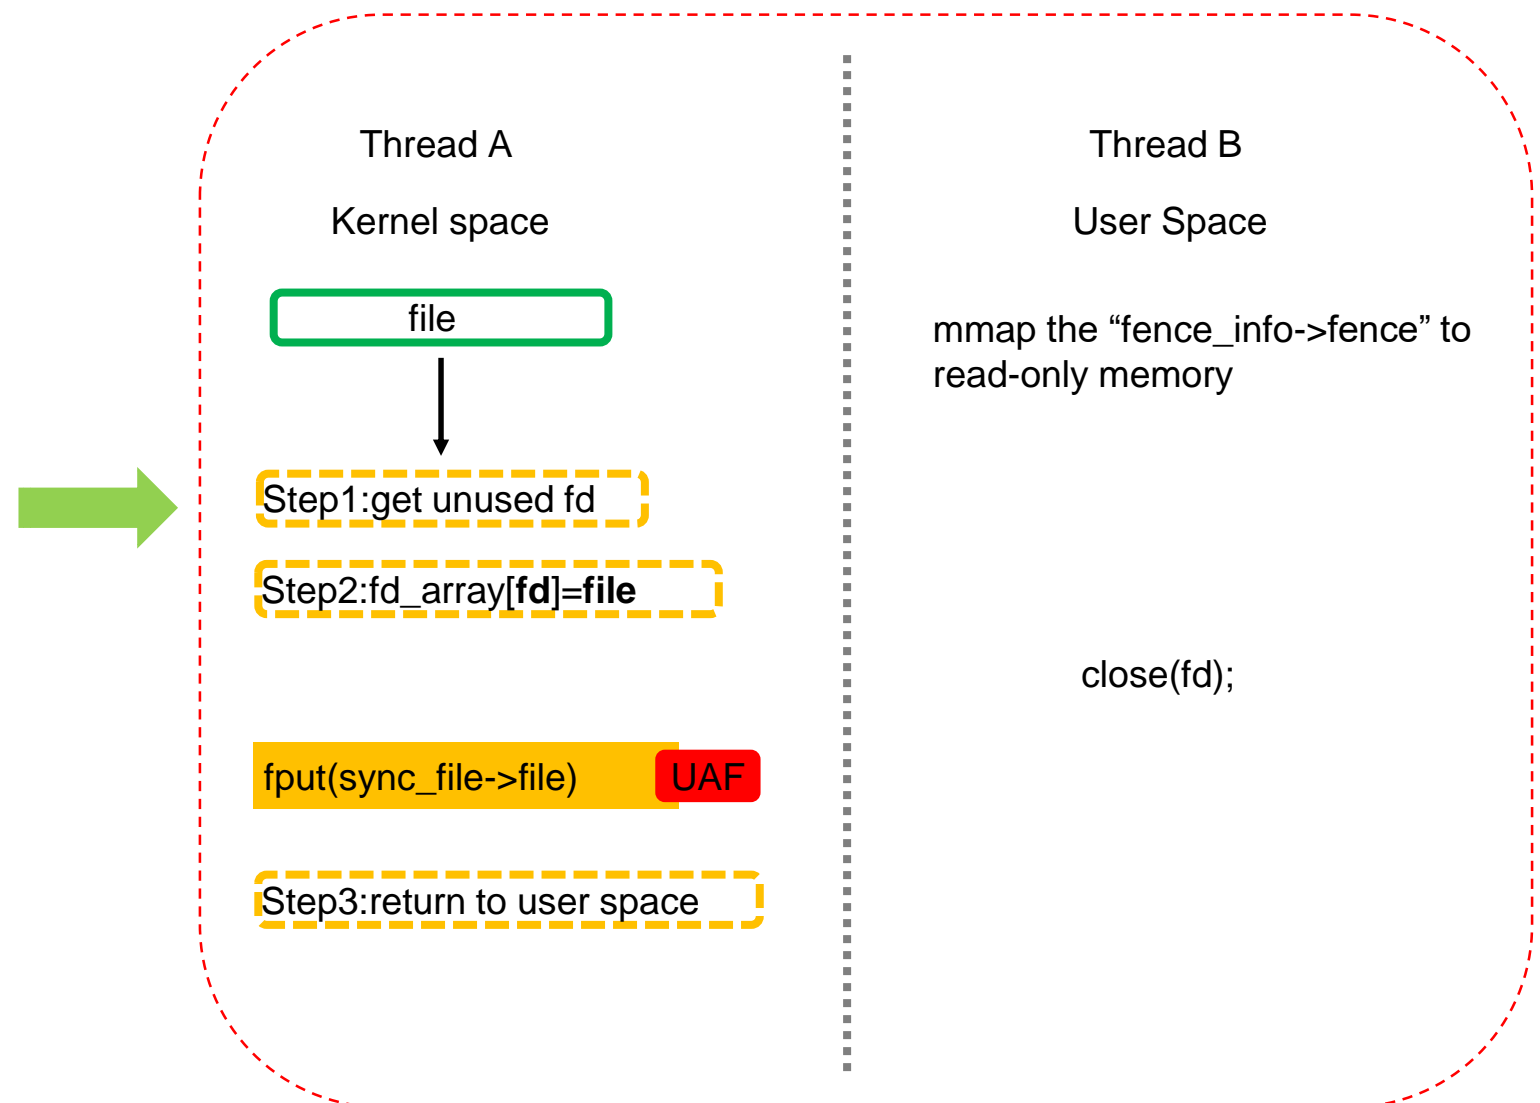 Thread A
Kernel space
file
Step1:get unused fd
Step2:fd_array[fd]=file
fput(sync_file->file)
UAF
Step3:return to user space
Thread B
User Space
mmap the “fence_info->fence” to
read-only memory
close(fd);